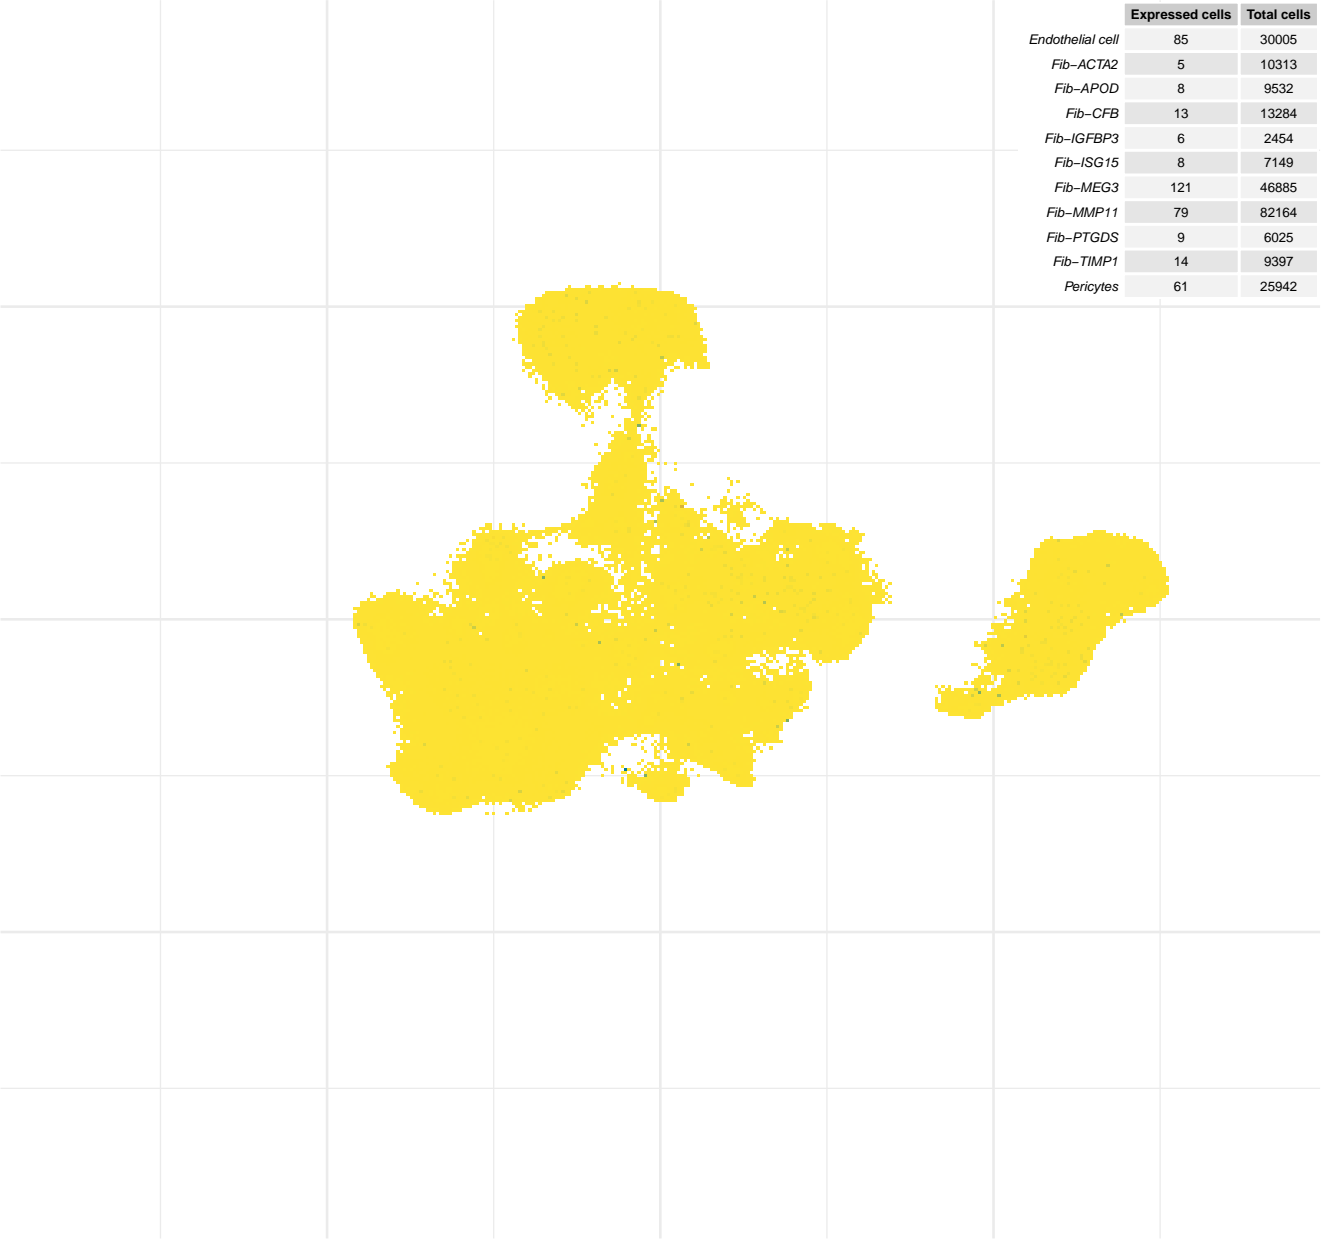 Expressed cells Total cells
Endothelial cell 85 30005
Fib−ACTA2 5 10313
Fib−APOD 8 9532
Fib−CFB 13 13284
Fib−IGFBP3 6 2454
Fib−ISG15 8 7149
Fib−MEG3 121 46885
Fib−MMP11 79 82164
Fib−PTGDS 9 6025
Fib−TIMP1 14 9397
Pericytes 61 25942